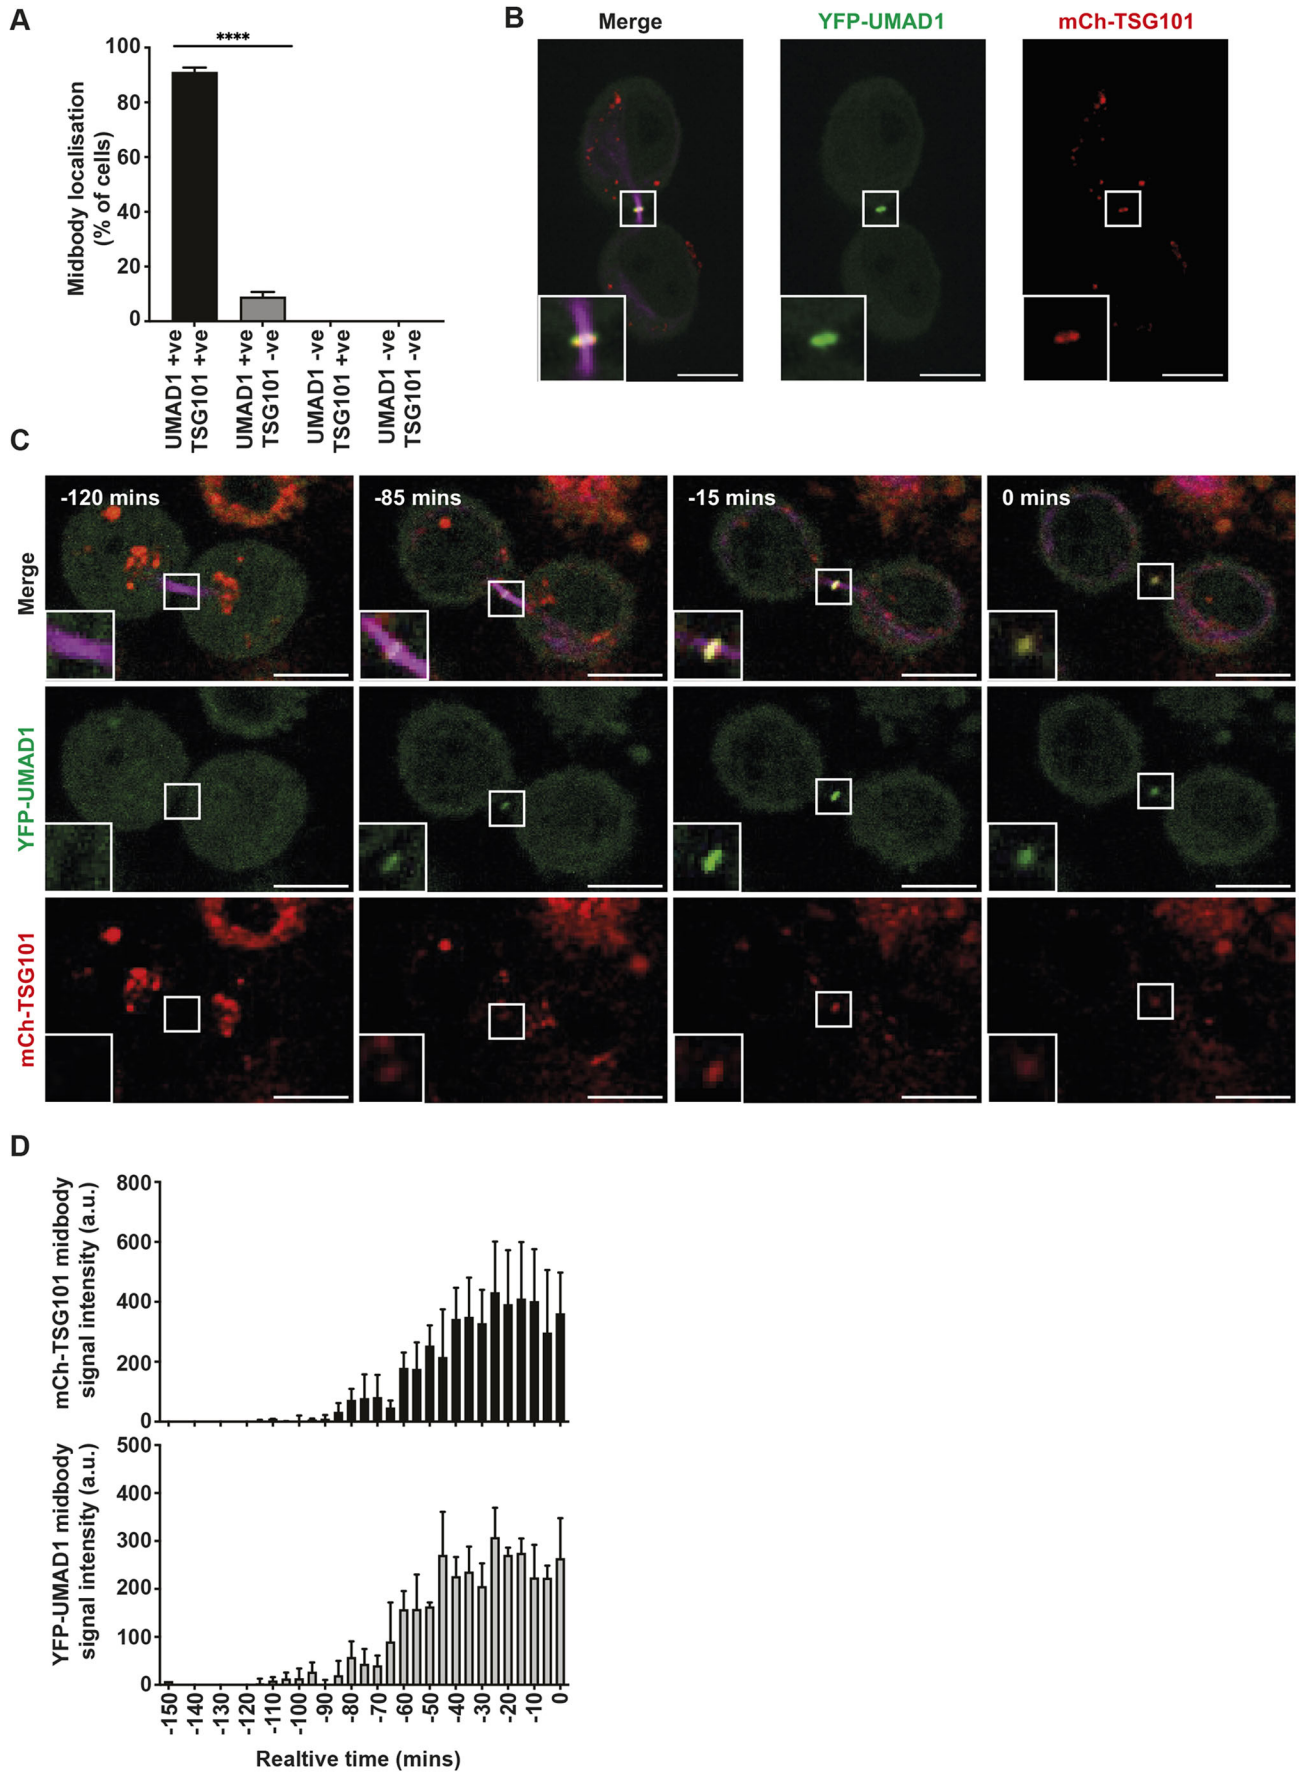 A
****
Midbody localisation
(% of cells)
100
80
60
40
20
0
UMAD1 +ve
TSG101 +ve
UMAD1 +ve
TSG101 -ve
UMAD1 -ve
TSG101 +ve
UMAD1 -ve
TSG101 -ve
B
Merge
YFP-UMAD1
mCh-TSG101
C
Merge
-120 mins
-85 mins
-15 mins
0 mins
YFP-UMAD1
mCh-TSG101
D
mCh-TSG101 midbody
signal intensity (a.u.)
800
600
400
200
0
YFP-UMAD1 midbody
signal intensity (a.u.)
500
400
300
200
100
0
-150
-140
-130
-120
-110
-100
-90
-80
-70
-60
-50
-40
-30
-20
-10
0
Realtive time (mins)